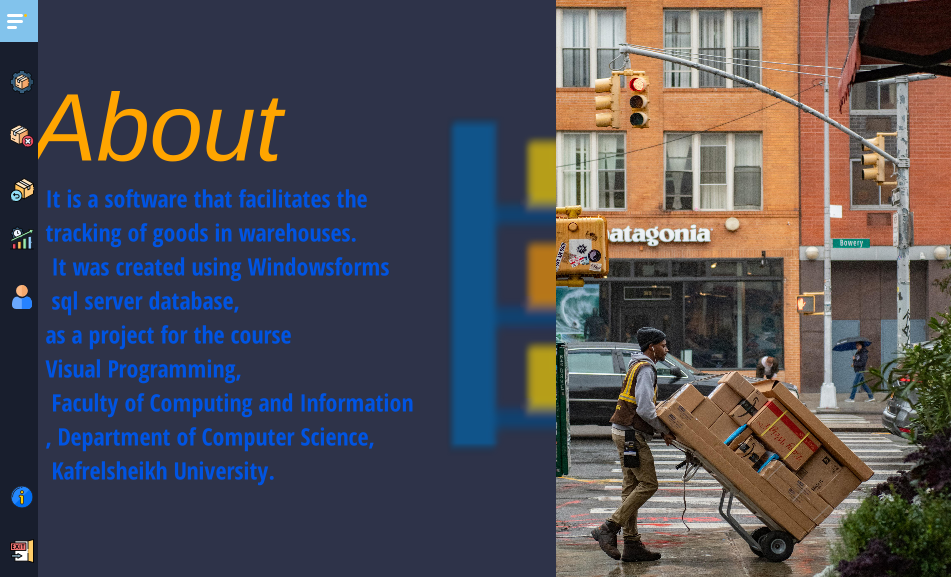 About
It is a software that facilitates the
tracking of goods in warehouses.
It was created using Windowsforms
sql server database,
as a project for the course
Visual Programming,
Faculty of Computing and Information
, Department of Computer Science,
Kafrelsheikh University.
patagonia
Bowery
EXIT